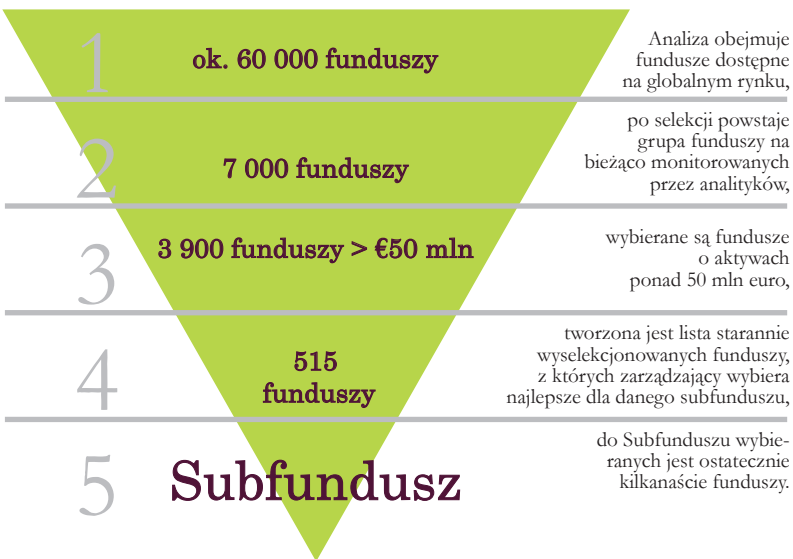 1
ok. 60 000 funduszy
Analiza obejmuje
fundusze dostępne
na globalnym rynku,
2
7 000 funduszy
po selekcji powstaje
grupa funduszy na
bieżąco monitorowanych
przez analityków,
3
3 900 funduszy > €50 mln
wybierane są fundusze
o aktywach
ponad 50 mln euro,
4
515
funduszy
tworzona jest lista starannie
wyselekcjonowanych funduszy,
z których zarządzający wybiera
najlepsze dla danego subfunduszu,
5
Subfundusz
do Subfunduszu wybie-
ranych jest ostatecznie
kilkanaście funduszy.